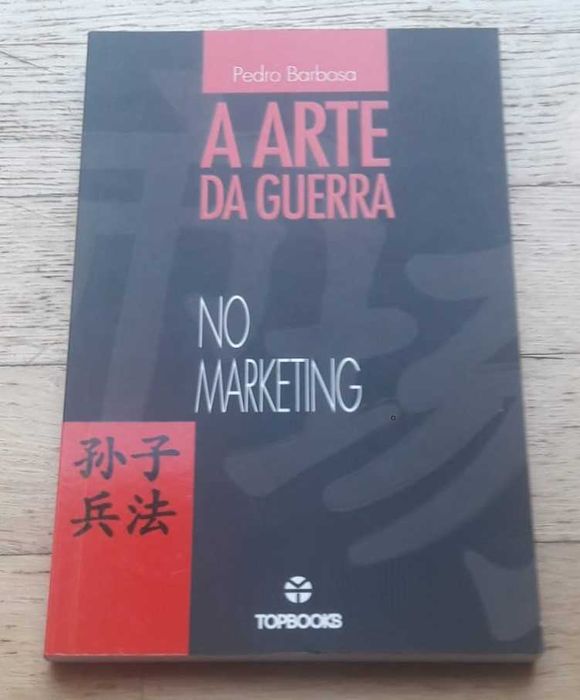 Pedro Barbosa
A ARTE
DA GUERRA
NO
MARKETING
孙子
兵法
TOPBOOKS